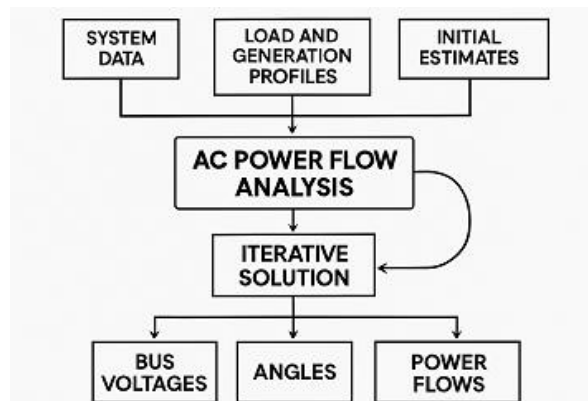 SYSTEM
DATA
LOAD AND
GENERATION
PROFILES
INITIAL
ESTIMATES
AC POWER FLOW
ANALYSIS
ITERATIVE
SOLUTION
BUS
VOLTAGES
ANGLES
POWER
FLOWS